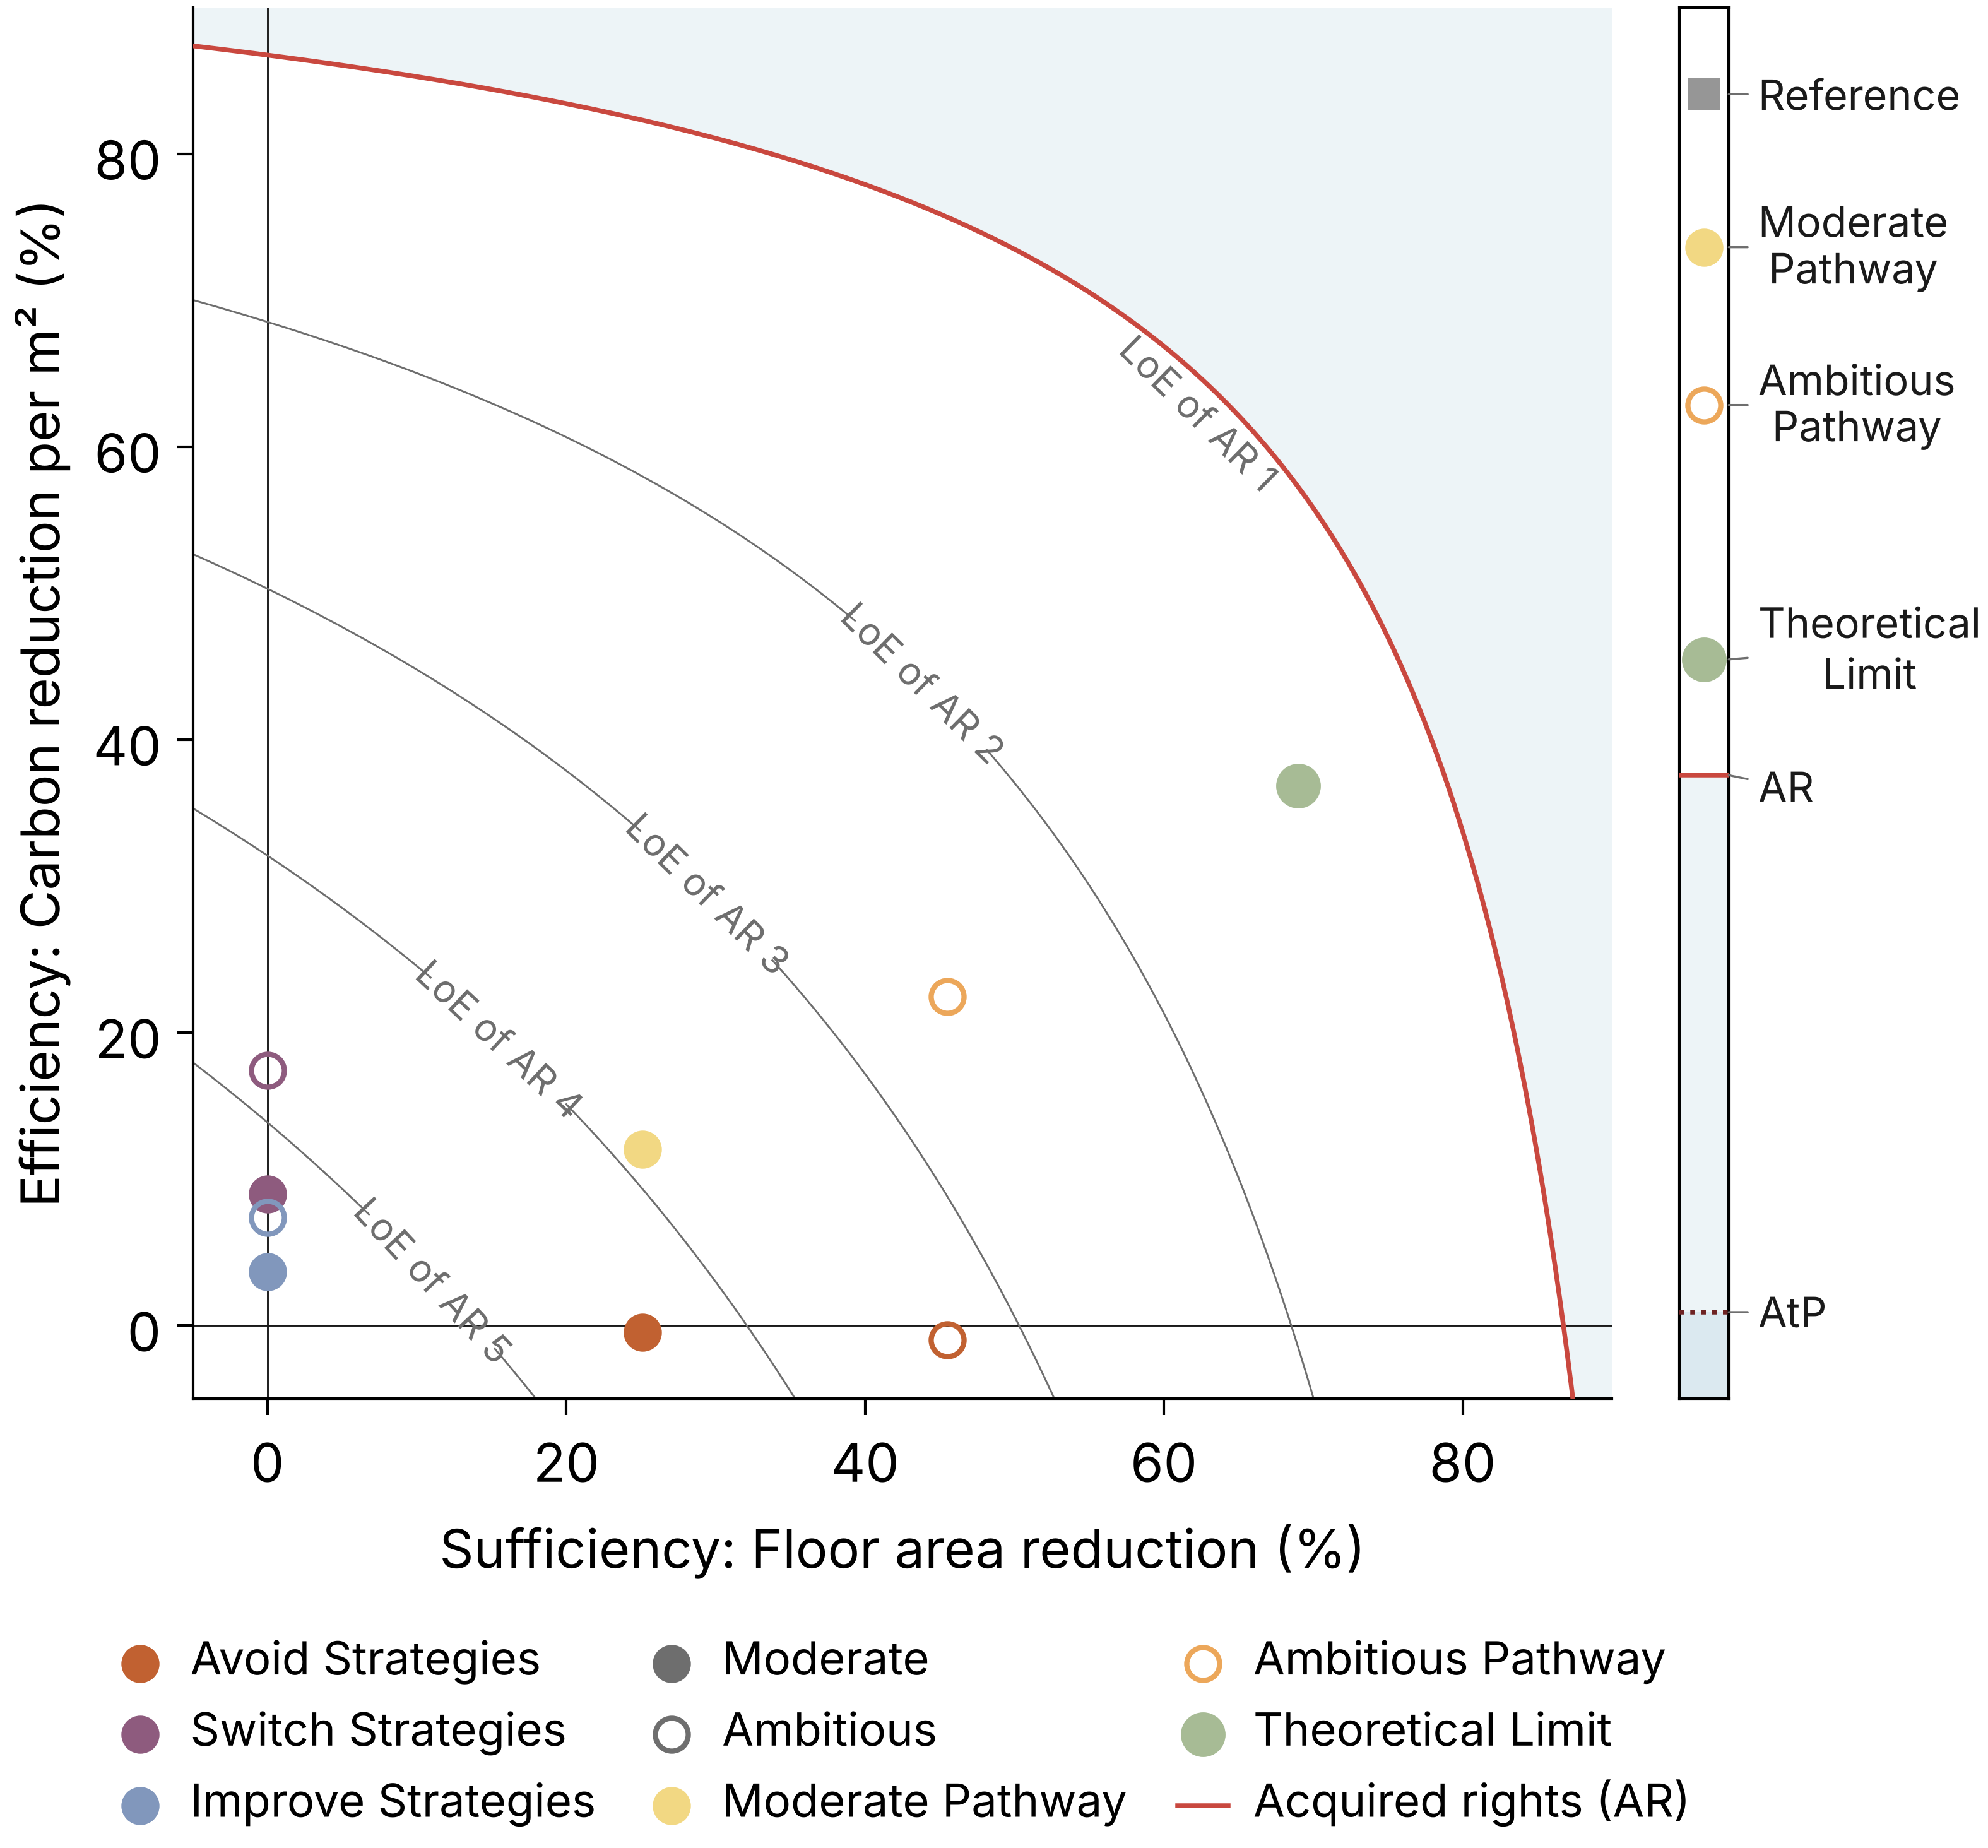 Efficiency: Carbon reduction per m² (%)
80
60
40
20
0
LoE of AR 1
LoE of AR 2
LoE of AR 3
LoE of AR 4
LoE of AR 5
0
20
40
60
80
Sufficiency: Floor area reduction (%)
Reference
Moderate
Pathway
Ambitious
Pathway
Theoretical
Limit
AR
AtP
Avoid Strategies
Switch Strategies
Improve Strategies
Moderate
Ambitious
Moderate Pathway
Ambitious Pathway
Theoretical Limit
Acquired rights (AR)